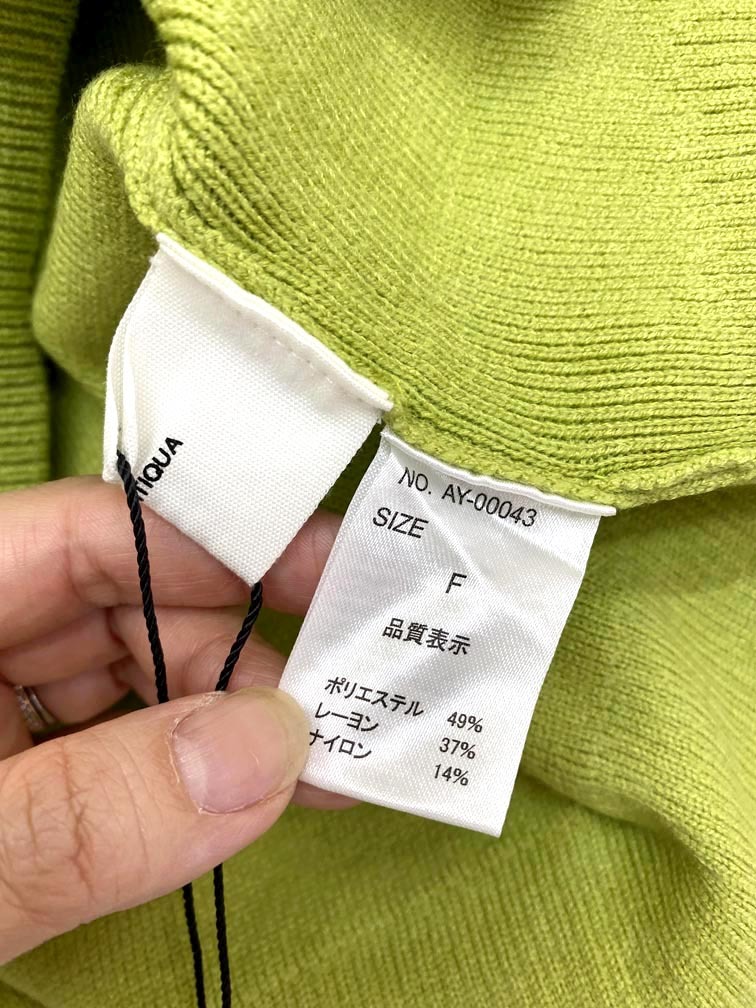 TIQUA
NO. AY-00043
SIZE
F
品質表示
ポリエステル 49%
レーヨン 37%
ナイロン 14%